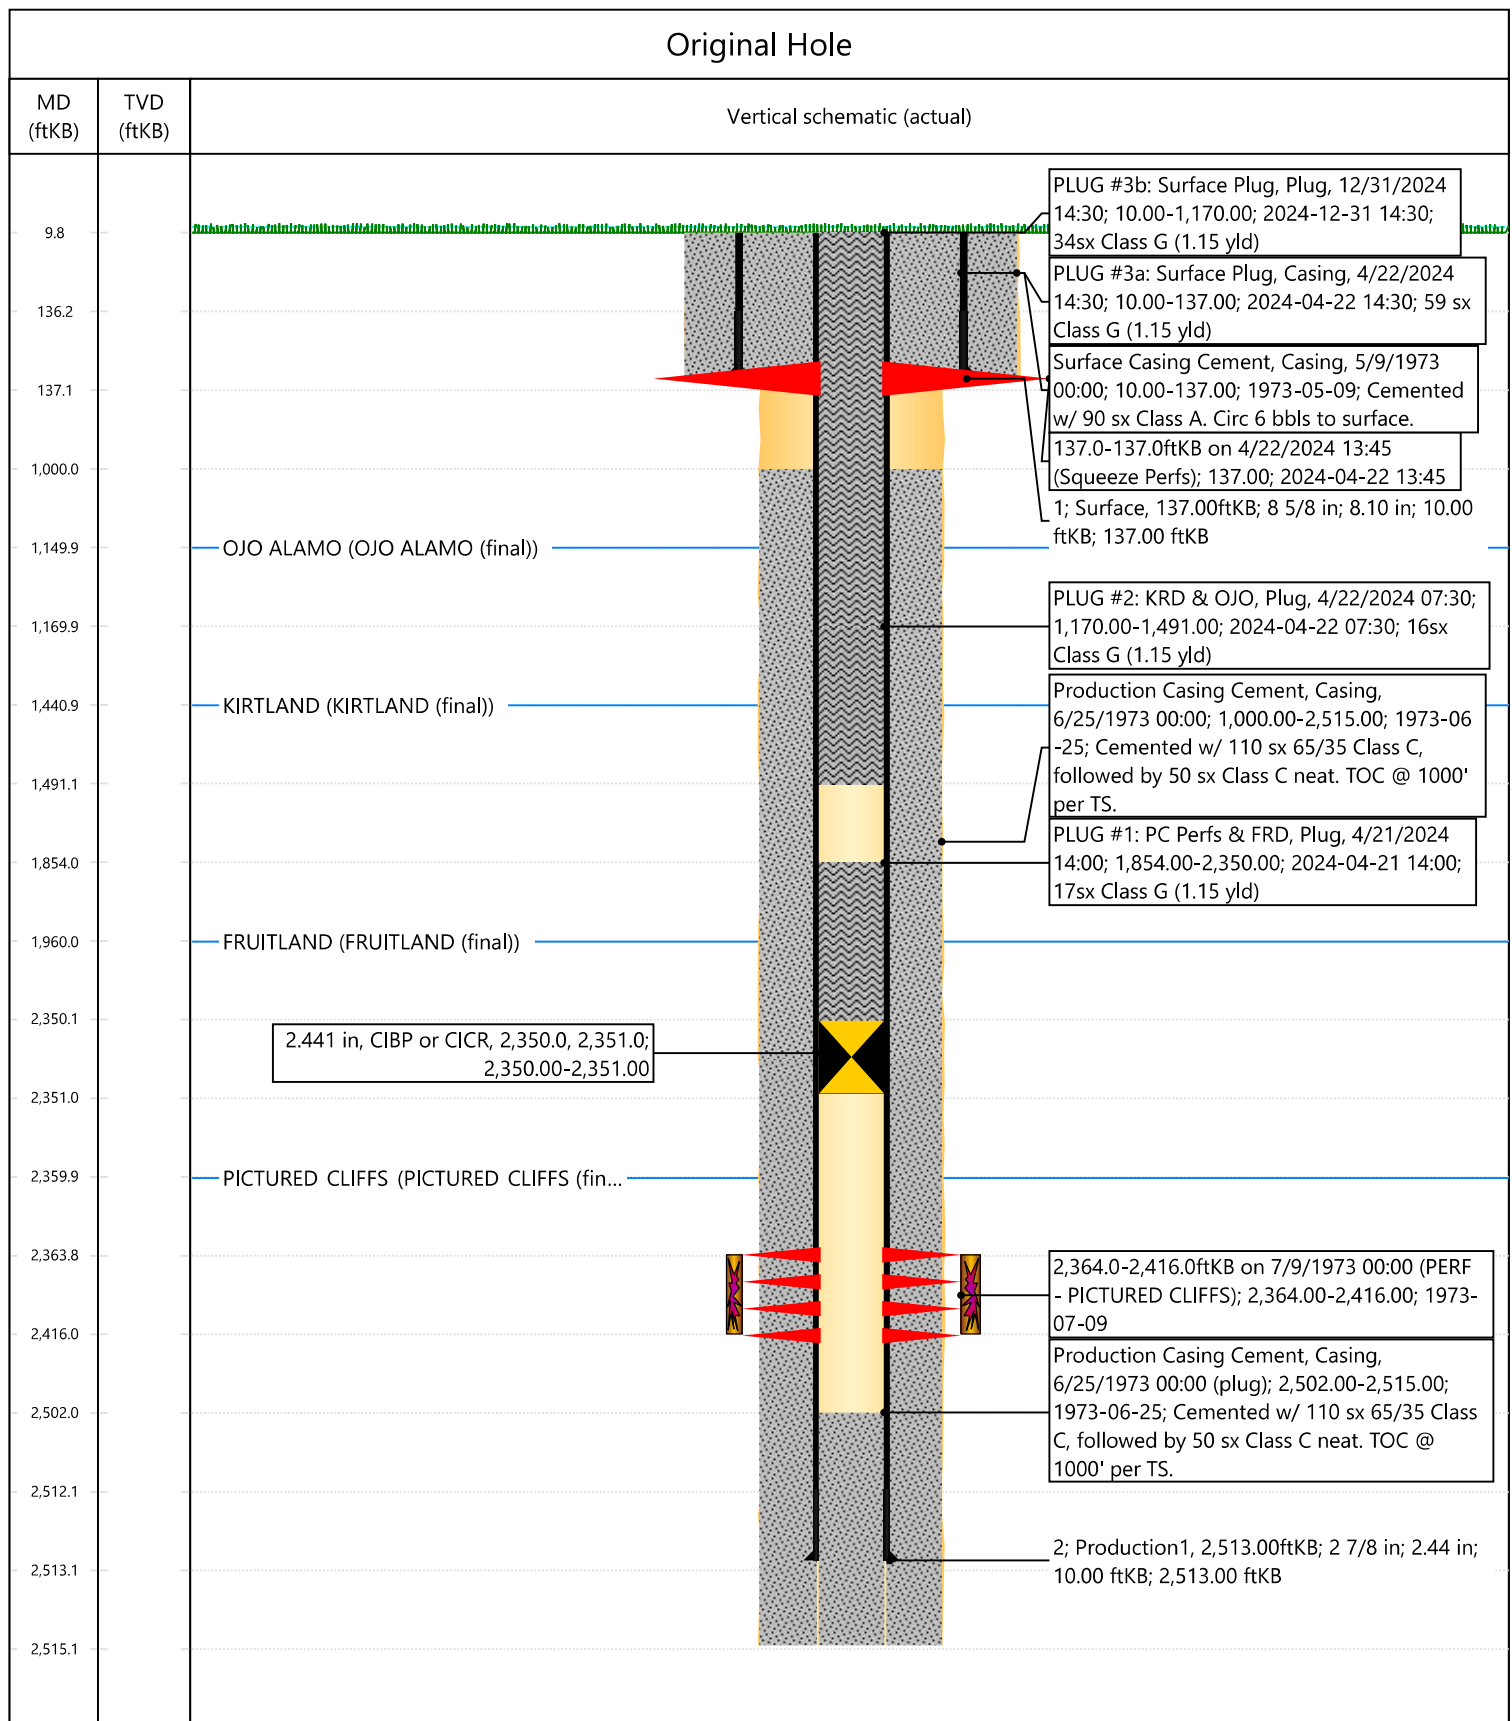 Original Hole
MD
(ftKB)
TVD
(ftKB)
Vertical schematic (actual)
9.8
136.2
137.1
1,000.0
1,149.9
1,169.9
1,440.9
1,491.1
1,854.0
1,960.0
2,350.1
2,351.0
2,359.9
2,363.8
2,416.0
2,502.0
2,512.1
2,513.1
2,515.1
OJO ALAMO (OJO ALAMO (final))
KIRTLAND (KIRTLAND (final))
FRUITLAND (FRUITLAND (final))
2.441 in, CIBP or CICR, 2,350.0, 2,351.0;
2,350.00-2,351.00
PICTURED CLIFFS (PICTURED CLIFFS (fin...
PLUG #3b: Surface Plug, Plug, 12/31/2024
14:30; 10.00-1,170.00; 2024-12-31 14:30;
34sx Class G (1.15 yld)
PLUG #3a: Surface Plug, Casing, 4/22/2024
14:30; 10.00-137.00; 2024-04-22 14:30; 59 sx
Class G (1.15 yld)
Surface Casing Cement, Casing, 5/9/1973
00:00; 10.00-137.00; 1973-05-09; Cemented
w/ 90 sx Class A. Circ 6 bbls to surface.
137.0-137.0ftKB on 4/22/2024 13:45
(Squeeze Perfs); 137.00; 2024-04-22 13:45
1; Surface, 137.00ftKB; 8 5/8 in; 8.10 in; 10.00
ftKB; 137.00 ftKB
PLUG #2: KRD & OJO, Plug, 4/22/2024 07:30;
1,170.00-1,491.00; 2024-04-22 07:30; 16sx
Class G (1.15 yld)
Production Casing Cement, Casing,
6/25/1973 00:00; 1,000.00-2,515.00; 1973-06
-25; Cemented w/ 110 sx 65/35 Class C,
followed by 50 sx Class C neat. TOC @ 1000'
per TS.
PLUG #1: PC Perfs & FRD, Plug, 4/21/2024
14:00; 1,854.00-2,350.00; 2024-04-21 14:00;
17sx Class G (1.15 yld)
2,364.0-2,416.0ftKB on 7/9/1973 00:00 (PERF
- PICTURED CLIFFS); 2,364.00-2,416.00; 1973-
07-09
Production Casing Cement, Casing,
6/25/1973 00:00 (plug); 2,502.00-2,515.00;
1973-06-25; Cemented w/ 110 sx 65/35 Class
C, followed by 50 sx Class C neat. TOC @
1000' per TS.
2; Production1, 2,513.00ftKB; 2 7/8 in; 2.44 in;
10.00 ftKB; 2,513.00 ftKB